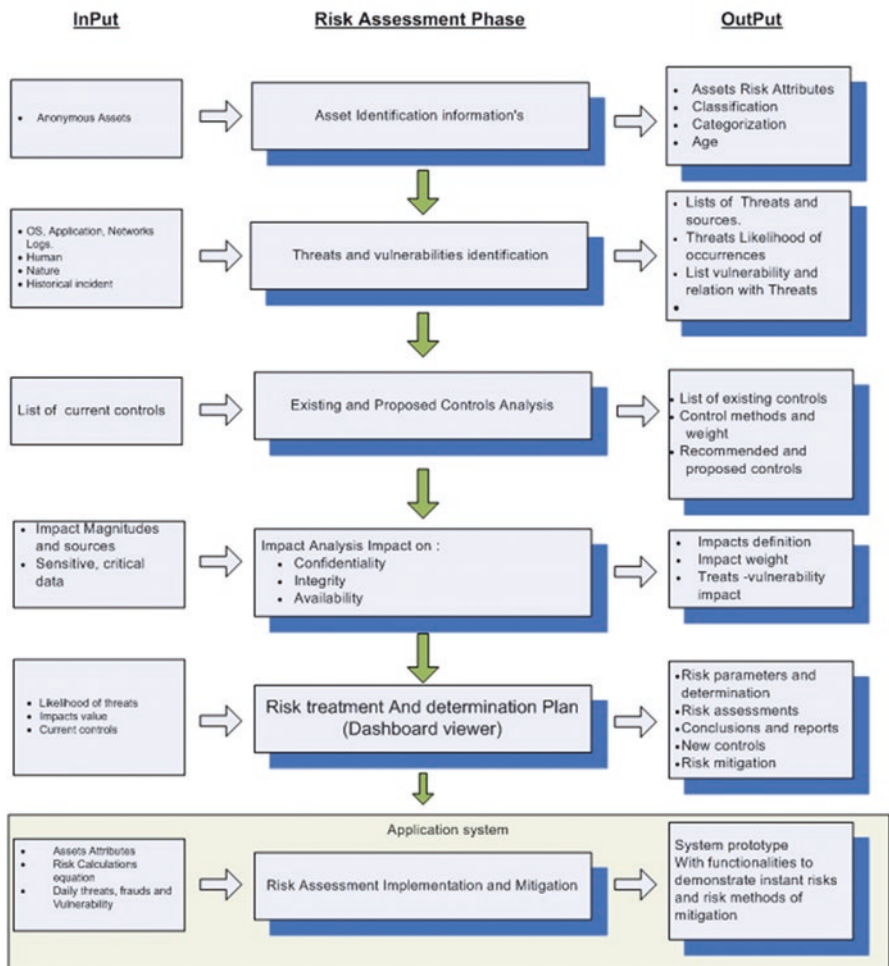 InPut
Risk Assessment Phase
OutPut
• Anonymous Assets
Asset Identification information's
• Assets Risk Attributes
• Classification
• Categorization
• Age
• OS, Application, Networks
Logs.
• Human
• Nature
• Historical incident
Threats and vulnerabilities identification
• Lists of Threats and
sources.
• Threats Likelihood of
occurrences
• List vulnerability and
relation with Threats
•
List of current controls
Existing and Proposed Controls Analysis
• List of existing controls
• Control methods and
weight
• Recommended and
proposed controls
• Impact Magnitudes
and sources
• Sensitive, critical
data
Impact Analysis Impact on :
• Confidentiality
• Integrity
• Availability
• Impacts definition
• Impact weight
• Treats -vulnerability
impact
• Likelihood of threats
• Impacts value
• Current controls
Risk treatment And determination Plan
(Dashboard viewer)
• Risk parameters and
determination
• Risk assessments
• Conclusions and reports
• New controls
• Risk mitigation
Application system
• Assets Attributes
• Risk Calculations
equation
• Daily threats, frauds and
Vulnerability
Risk Assessment Implementation and Mitigation
System prototype
With functionalities to
demonstrate instant risks
and risk methods of
mitigation